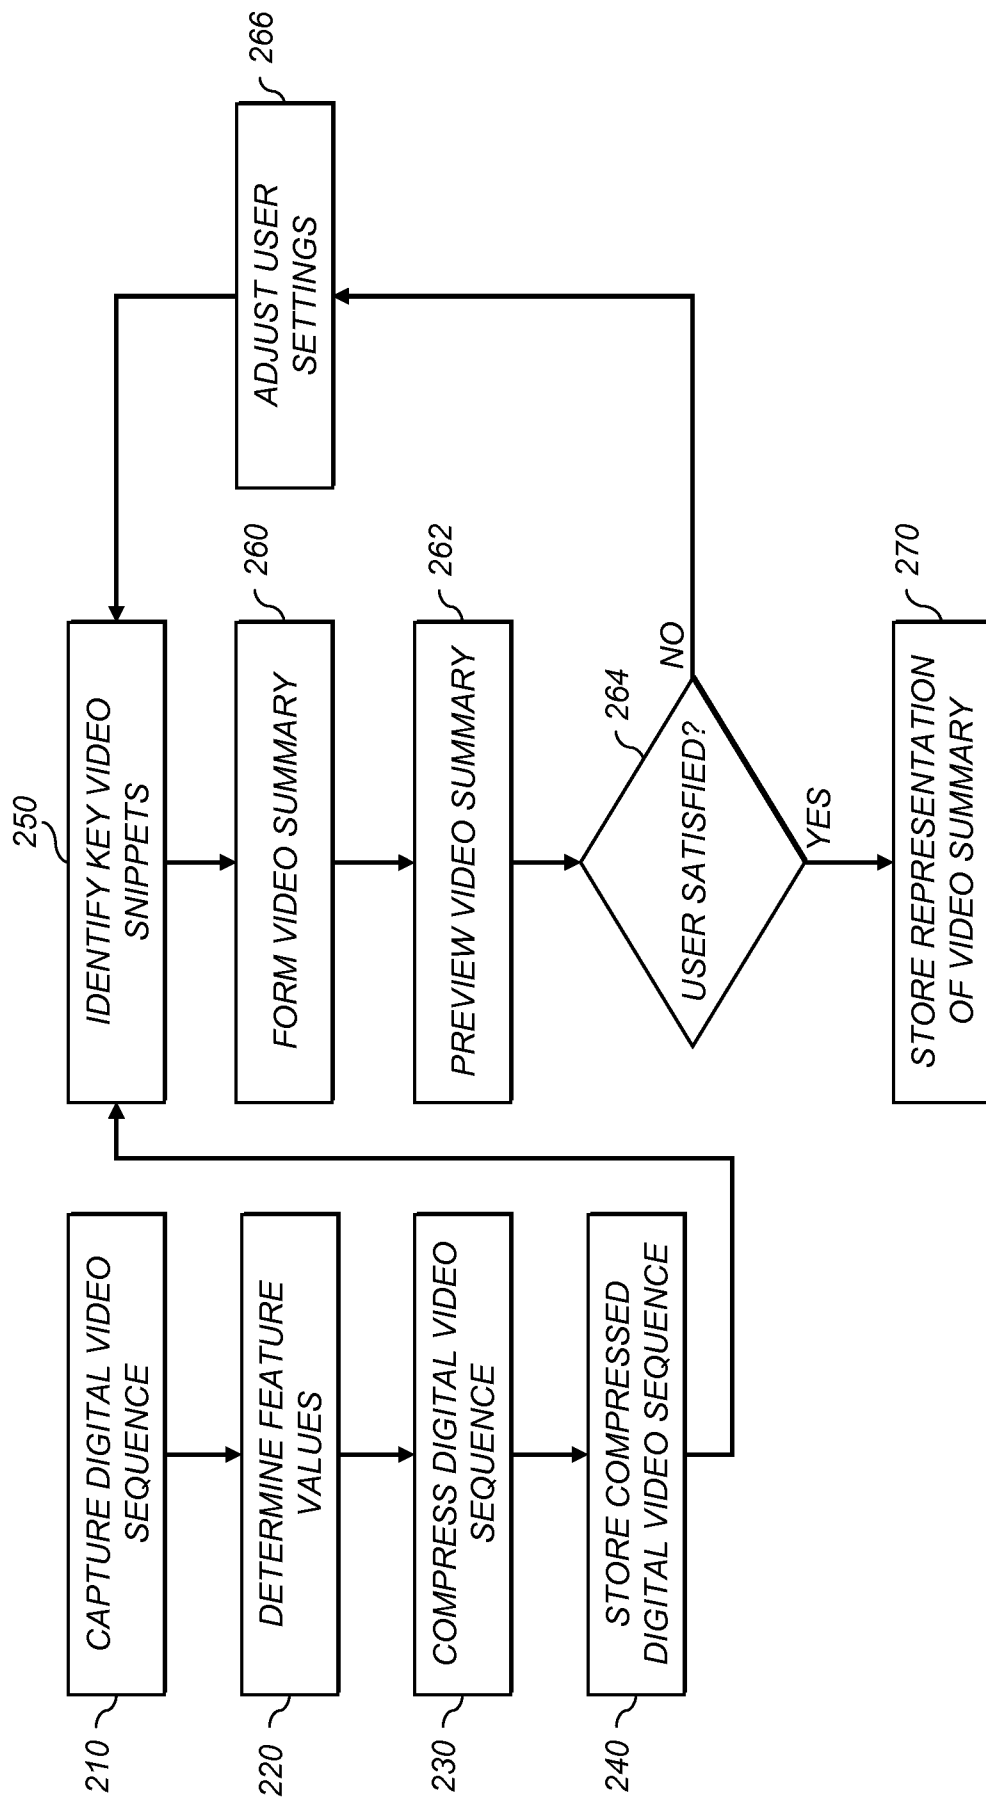 210
CAPTURE DIGITAL VIDEO
SEQUENCE
220
DETERMINE FEATURE
VALUES
230
COMPRESS DIGITAL VIDEO
SEQUENCE
240
STORE COMPRESSED
DIGITAL VIDEO SEQUENCE
250
IDENTIFY KEY VIDEO
SNIPPETS
260
FORM VIDEO SUMMARY
262
PREVIEW VIDEO SUMMARY
264
USER SATISFIED?
NO
YES
266
ADJUST USER
SETTINGS
270
STORE REPRESENTATION
OF VIDEO SUMMARY